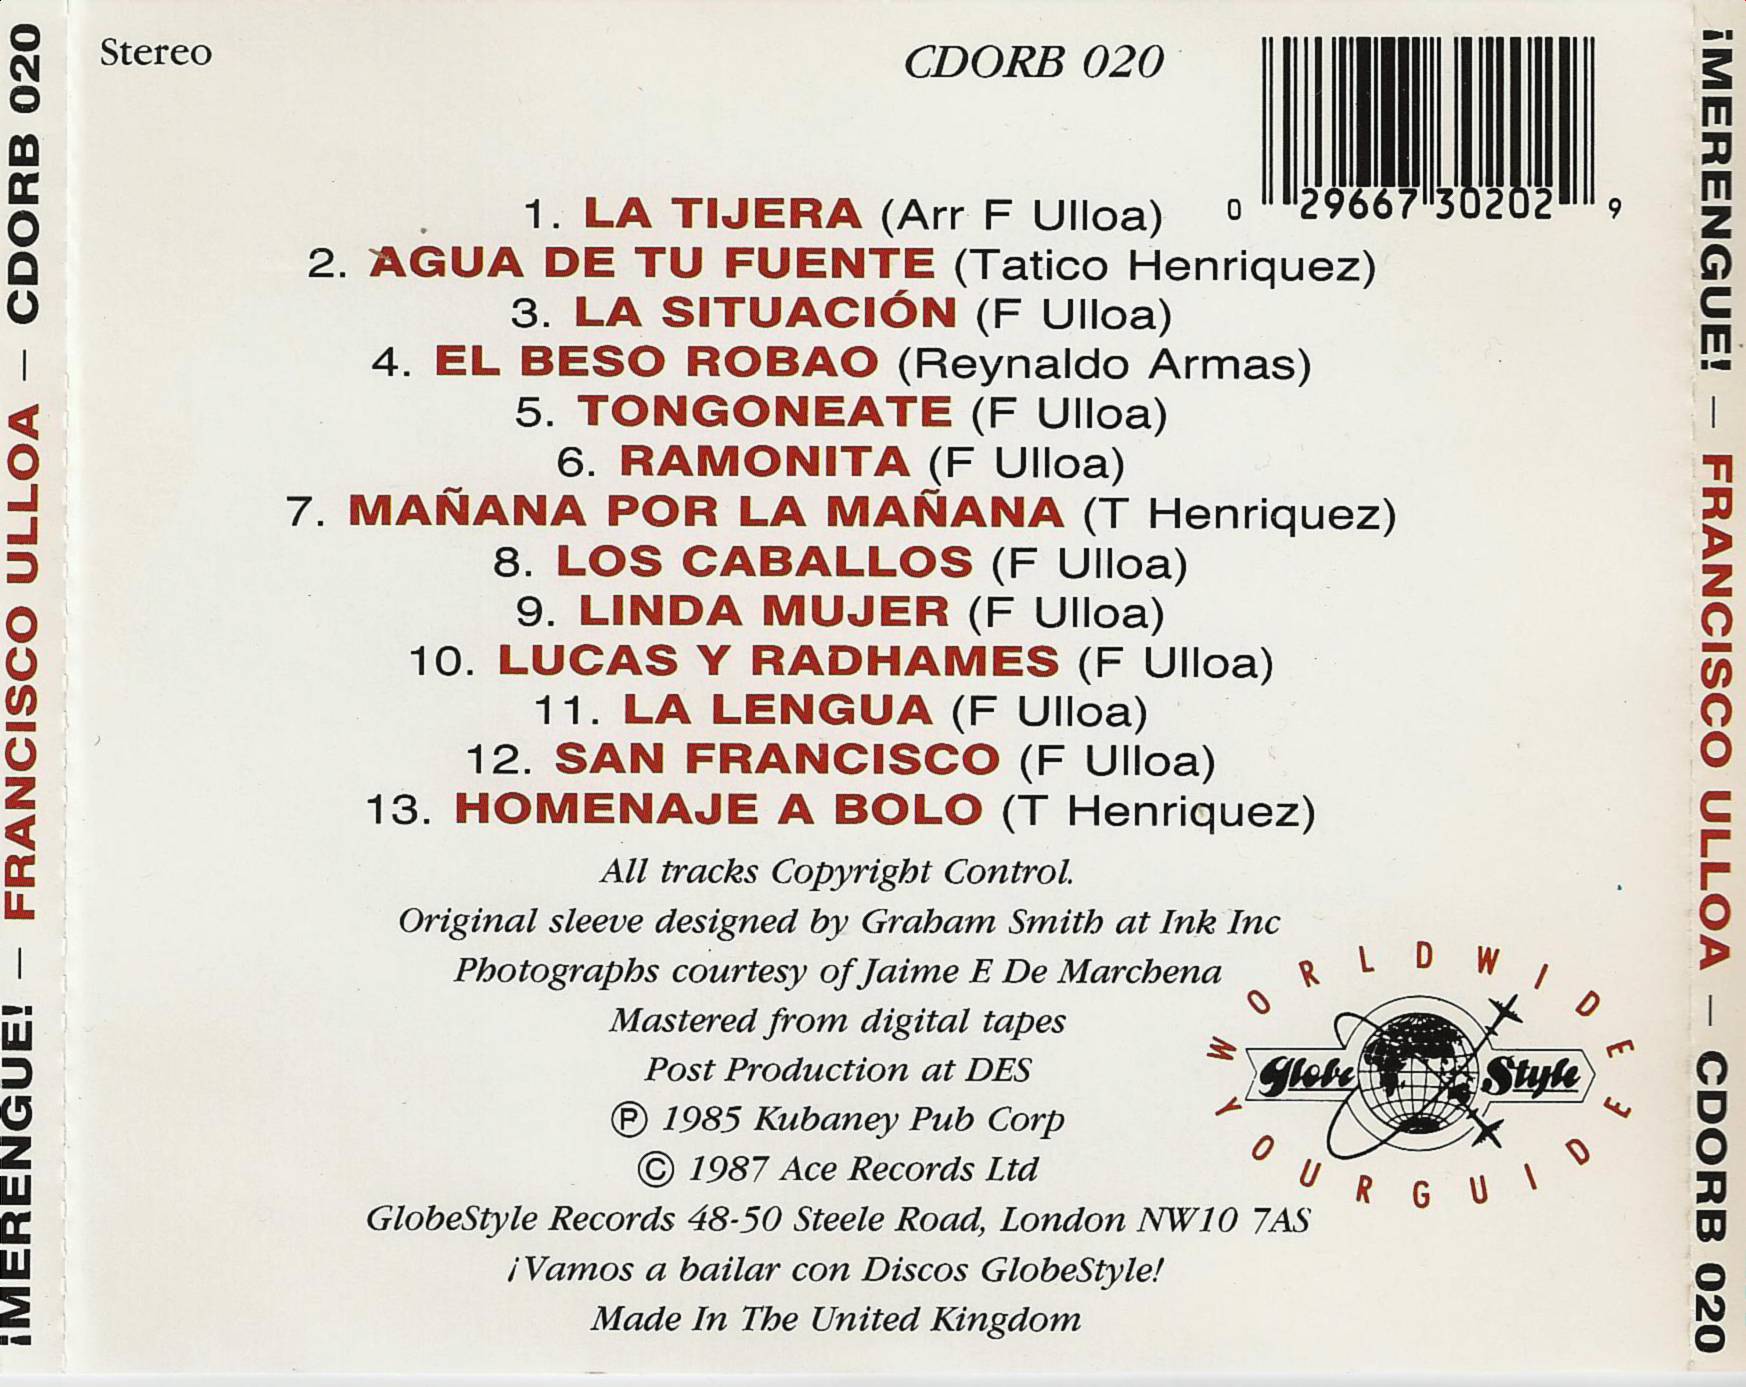 ¡MERENGUE! – FRANCISCO ULLOA – CDORB 020
Stereo
CDORB 020
0 29667 30202 9
1. LA TIJERA (Arr F Ulloa)
2. AGUA DE TU FUENTE (Tatico Henriquez)
3. LA SITUACIÓN (F Ulloa)
4. EL BESO ROBAO (Reynaldo Armas)
5. TONGONEATE (F Ulloa)
6. RAMONITA (F Ulloa)
7. MAÑANA POR LA MAÑANA (T Henriquez)
8. LOS CABALLOS (F Ulloa)
9. LINDA MUJER (F Ulloa)
10. LUCAS Y RADHAMES (F Ulloa)
11. LA LENGUA (F Ulloa)
12. SAN FRANCISCO (F Ulloa)
13. HOMENAJE A BOLO (T Henriquez)
All tracks Copyright Control.
Original sleeve designed by Graham Smith at Ink Inc
Photographs courtesy of Jaime E De Marchena
Mastered from digital tapes
Post Production at DES
Ⓟ 1985 Kubaney Pub Corp
© 1987 Ace Records Ltd
GlobeStyle Records 48-50 Steele Road, London NW10 7AS
¡Vamos a bailar con Discos GlobeStyle!
Made In The United Kingdom
WORLDWIDE
Globe Style
YOUR GUIDE
¡MERENGUE! – FRANCISCO ULLOA – CDORB 020